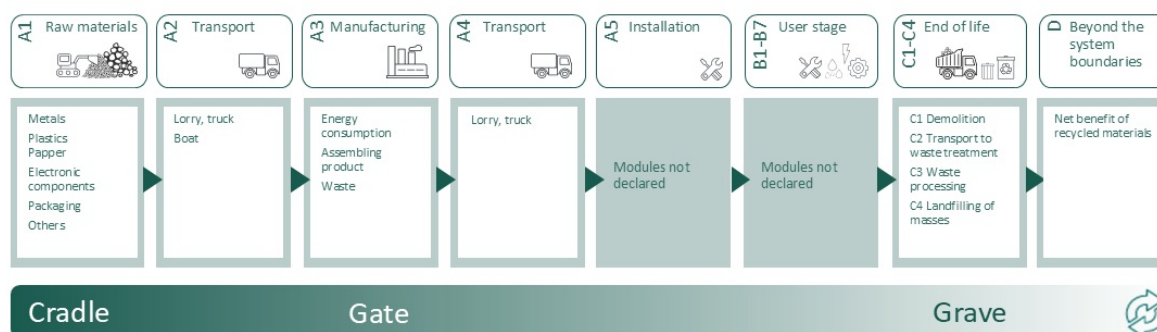 A1 Raw materials
A2 Transport
A3 Manufacturing
A4 Transport
A5 Installation
B1-B7 User stage
C1-C4 End of life
D Beyond the
system
boundaries
Metals
Plastics
Papper
Electronic
components
Packaging
Others
Lorry, truck
Boat
Energy
consumption
Assembling
product
Waste
Lorry, truck
Modules not
declared
Modules not
declared
C1 Demolition
C2 Transport to
waste treatment
C3 Waste
processing
C4 Landfilling of
masses
Net benefit of
recycled materials
Cradle
Gate
Grave